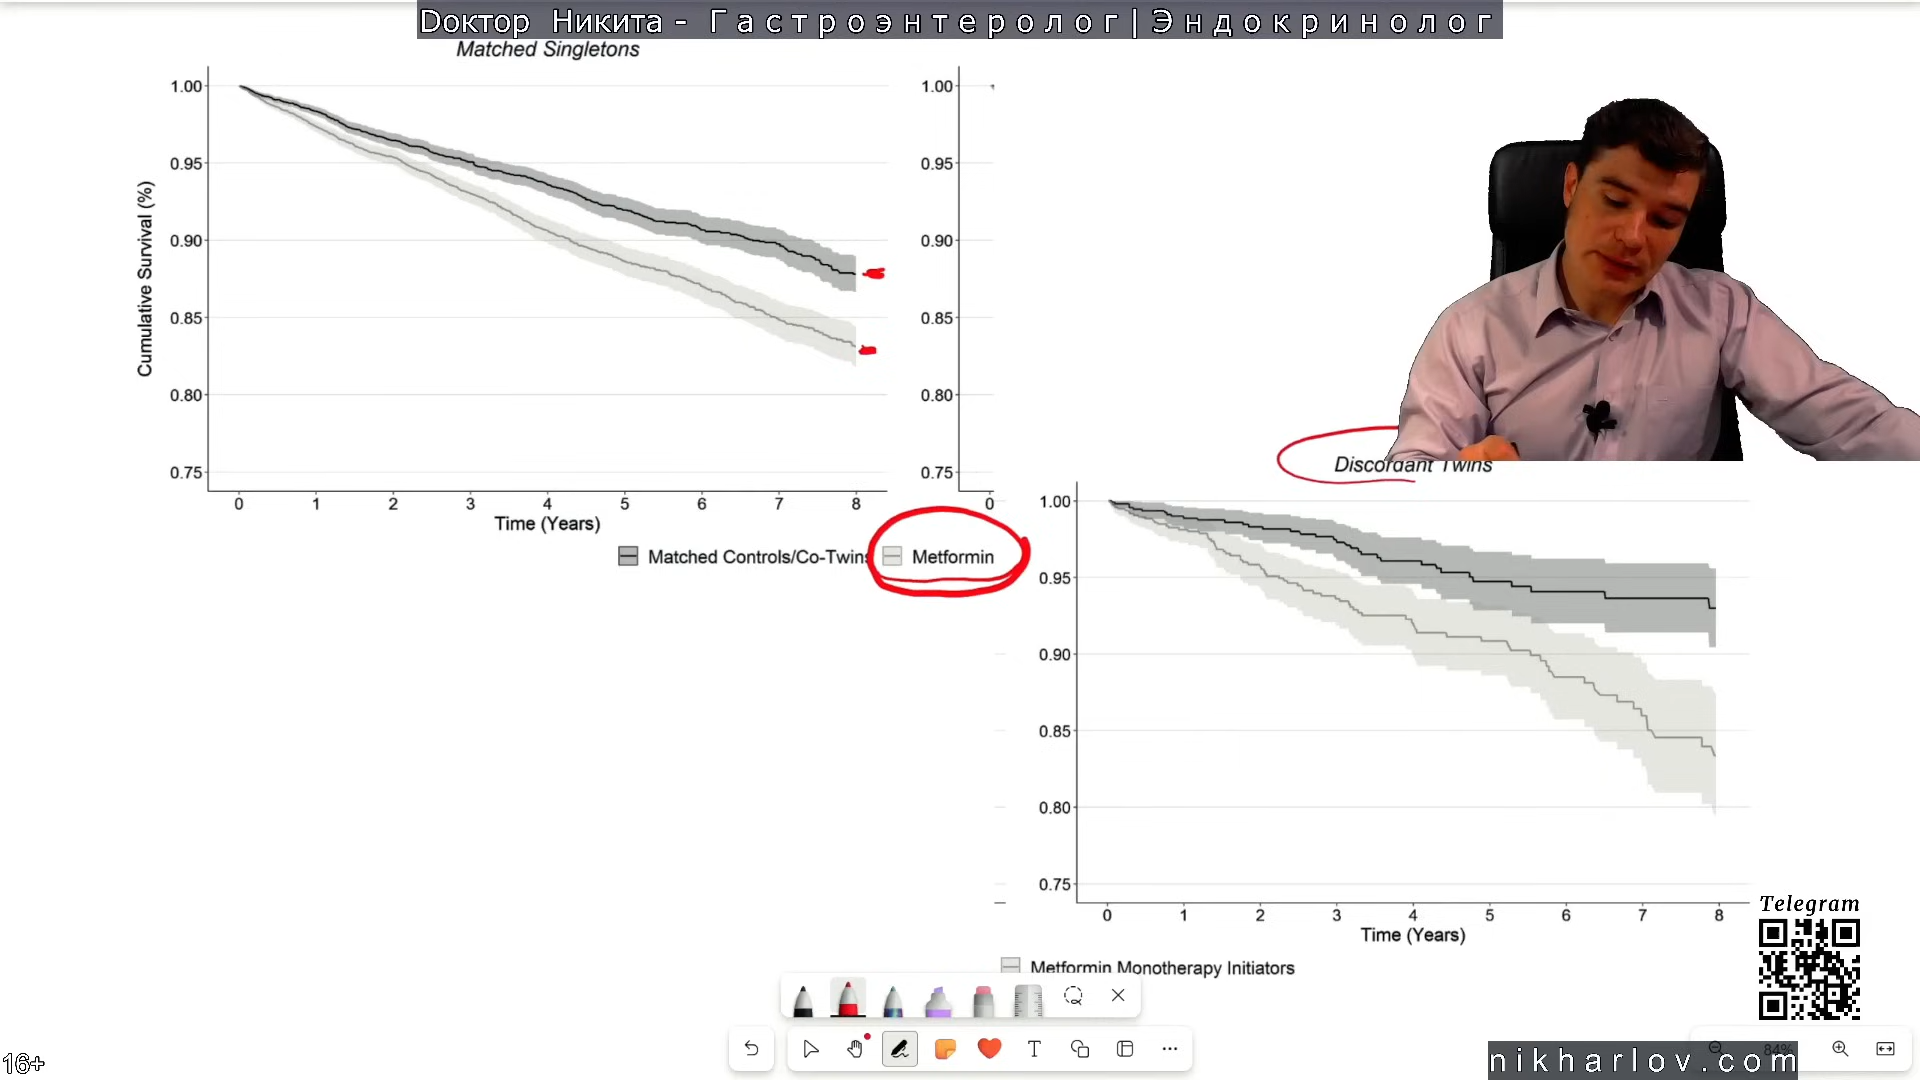 Dоктор Никита - Гастроэнтеролог|Эндокринолог
Matched Singletons
1.00
0.95
0.90
0.85
0.80
0.75
Cumulative Survival (%)
0 1 2 3 4 5 6 7 8
Time (Years)
1.00
0.95
0.90
0.85
0.80
0.75
0
Matched Controls/Co-Twins
Metformin
Discordant Twins
1.00
0.95
0.90
0.85
0.80
0.75
0 1 2 3 4 5 6 7 8
Time (Years)
Metformin Monotherapy Initiators
Telegram
T
84%
16+
nikharlov.com